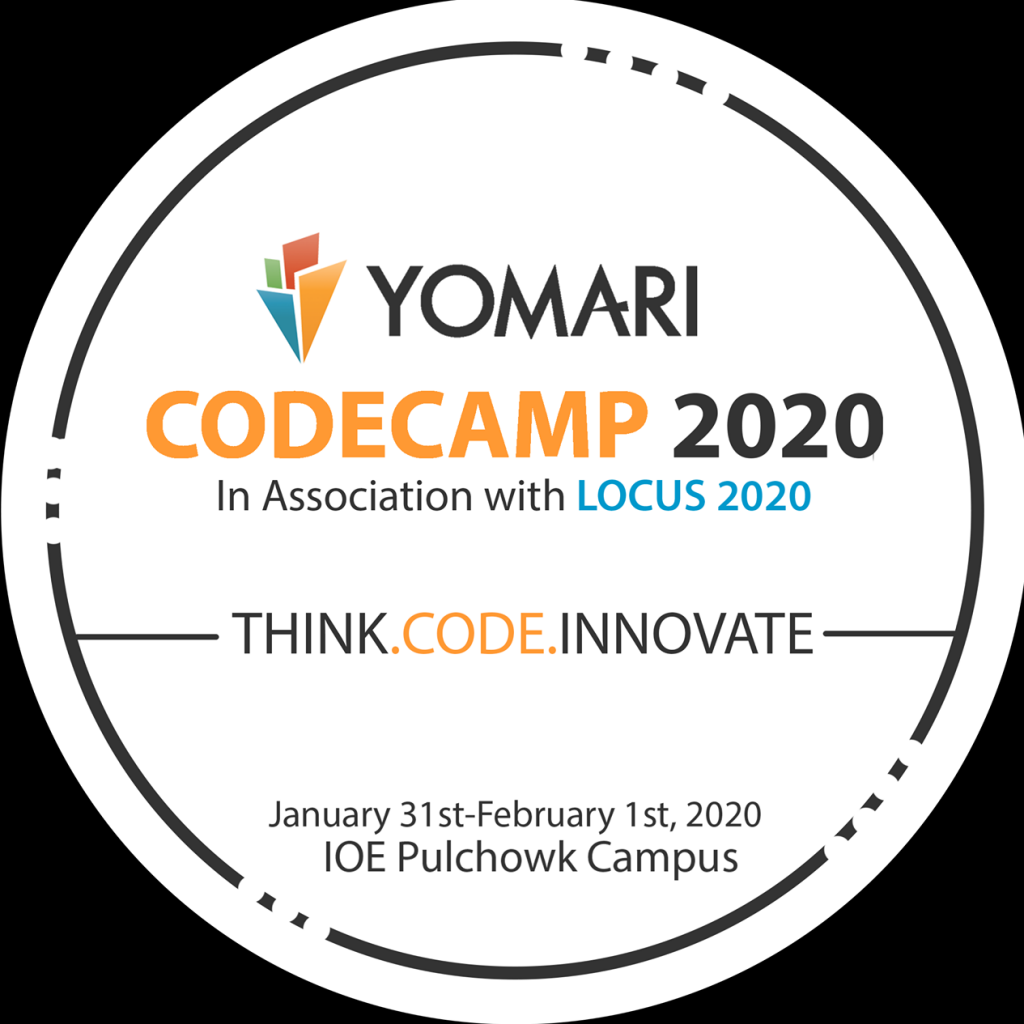 YOMARI
CODECAMP 2020
In Association with LOCUS 2020
THINK.CODE.INNOVATE
January 31st-February 1st, 2020
IOE Pulchowk Campus